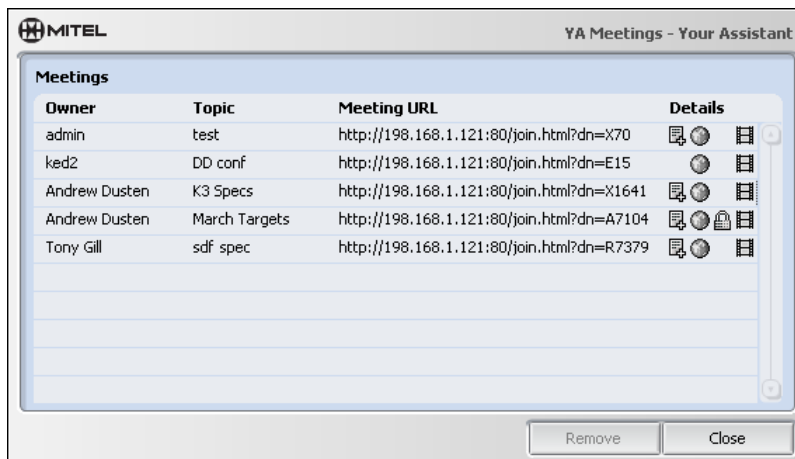 MITEL
YA Meetings - Your Assistant
Meetings
Owner Topic Meeting URL Details
admin test http://198.168.1.121:80/join.html?dn=X70
ked2 DD conf http://198.168.1.121:80/join.html?dn=E15
Andrew Dusten K3 Specs http://198.168.1.121:80/join.html?dn=X1641
Andrew Dusten March Targets http://198.168.1.121:80/join.html?dn=A7104
Tony Gill sdf spec http://198.168.1.121:80/join.html?dn=R7379
Remove Close